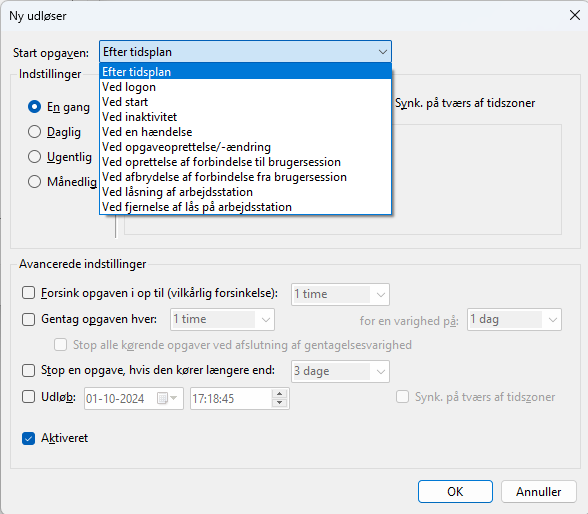 Ny udløser
Start opgaven: Efter tidsplan
Efter tidsplan
Ved logon
Ved start
Ved inaktivitet
Ved en hændelse
Ved opgaveoprettelse/-ændring
Ved oprettelse af forbindelse til brugersession
Ved afbrydelse af forbindelse fra brugersession
Ved låsning af arbejdsstation
Ved fjernelse af lås på arbejdsstation
Indstillinger
En gang
Daglig
Ugentlig
Månedlig
Synk. på tværs af tidszoner
Avancerede indstillinger
Forsink opgaven i op til (vilkårlig forsinkelse): 1 time
Gentag opgaven hver: 1 time for en varighed på: 1 dag
Stop alle kørende opgaver ved afslutning af gentagelsesvarighed
Stop en opgave, hvis den kører længere end: 3 dage
Udløb: 01-10-2024 17:18:45 Synk. på tværs af tidszoner
Aktiveret
OK Annuller